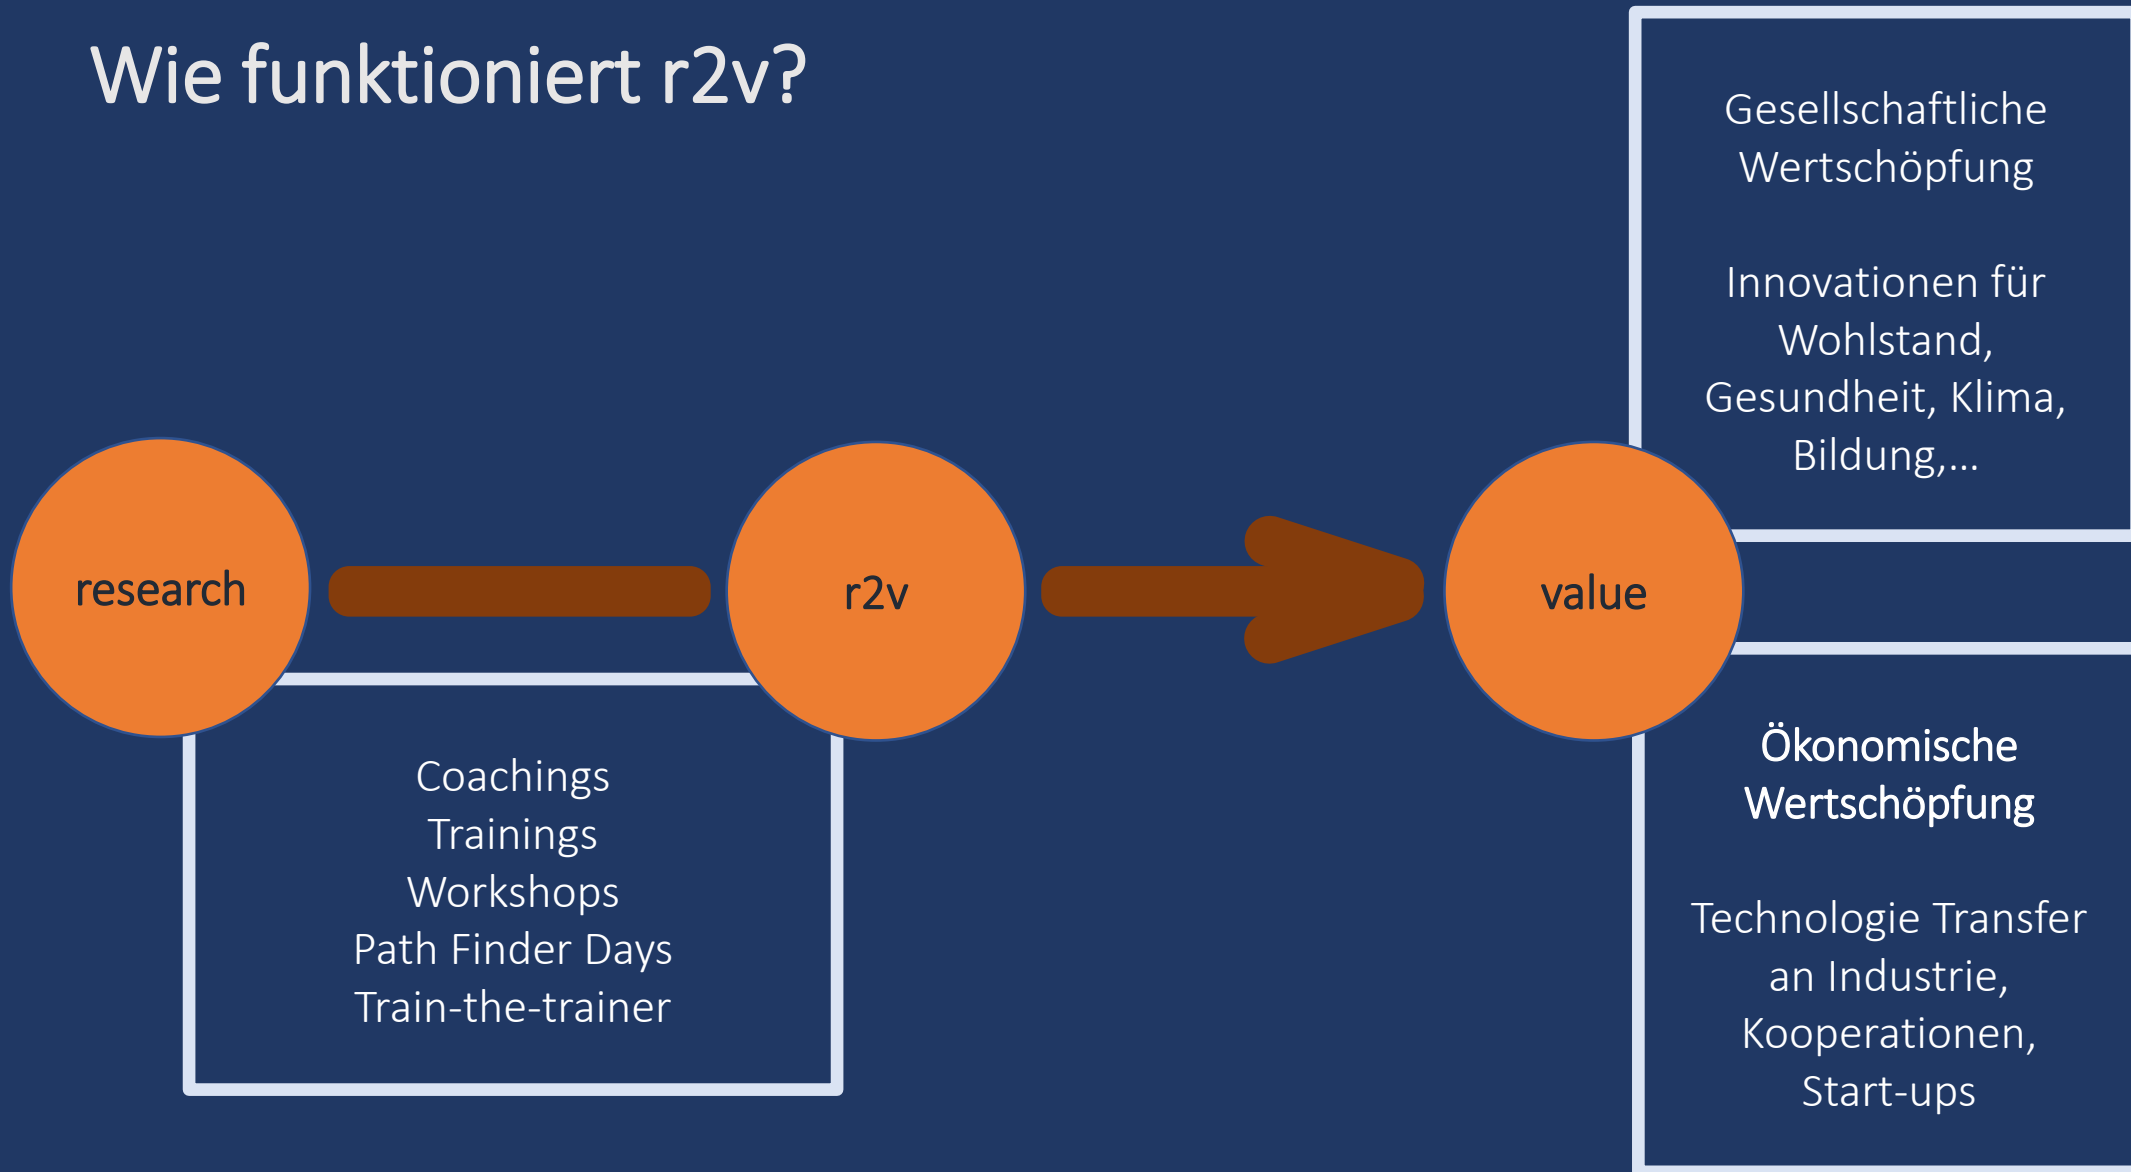 Wie funktioniert r2v?
Gesellschaftliche
Wertschöpfung
Innovationen für
Wohlstand,
Gesundheit, Klima,
Bildung,...
research
r2v
value
Coachings
Trainings
Workshops
Path Finder Days
Train-the-trainer
Ökonomische
Wertschöpfung
Technologie Transfer
an Industrie,
Kooperationen,
Start-ups